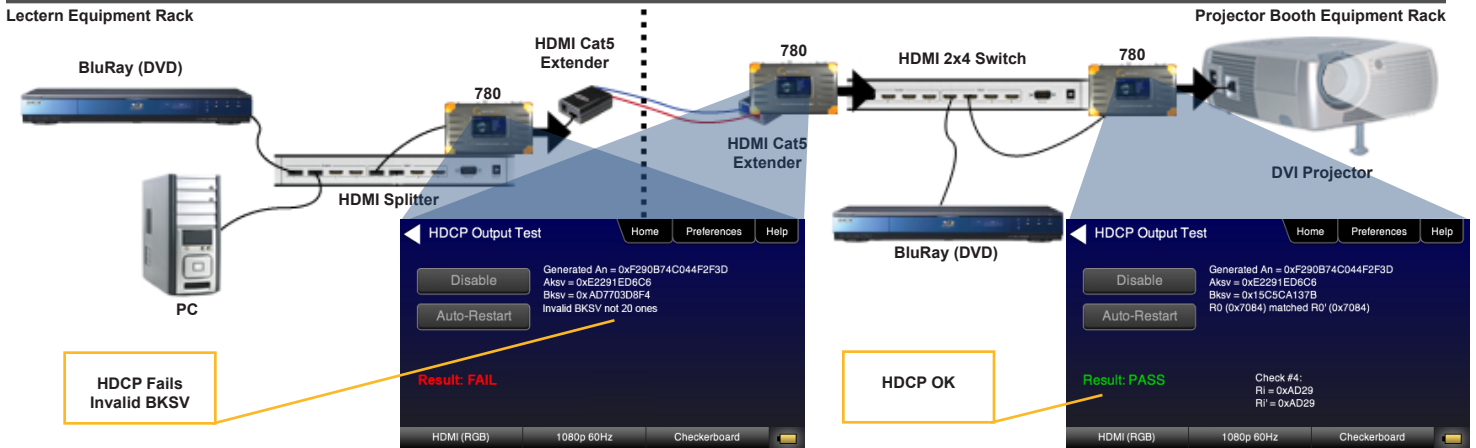 Lectern Equipment Rack
Projector Booth Equipment Rack
BluRay (DVD)
HDMI Cat5
Extender
780
780
HDMI 2x4 Switch
780
HDMI Cat5
Extender
DVI Projector
HDMI Splitter
PC
BluRay (DVD)
HDCP Output Test
Home
Preferences
Help
Disable
Auto-Restart
Generated An = 0xF290B74C044F2F3D
Aksv = 0xE2291ED6C6
Bksv = 0x AD7703D8F4
Invalid BKSV not 20 ones
Result: FAIL
HDMI (RGB)
1080p 60Hz
Checkerboard
HDCP Fails
Invalid BKSV
HDCP Output Test
Home
Preferences
Help
Disable
Auto-Restart
Generated An = 0xF290B74C044F2F3D
Aksv = 0xE2291ED6C6
Bksv = 0x15C5CA137B
R0 (0x7084) matched R0' (0x7084)
Result: PASS
Check #4:
Ri = 0xAD29
Ri' = 0xAD29
HDMI (RGB)
1080p 60Hz
Checkerboard
HDCP OK